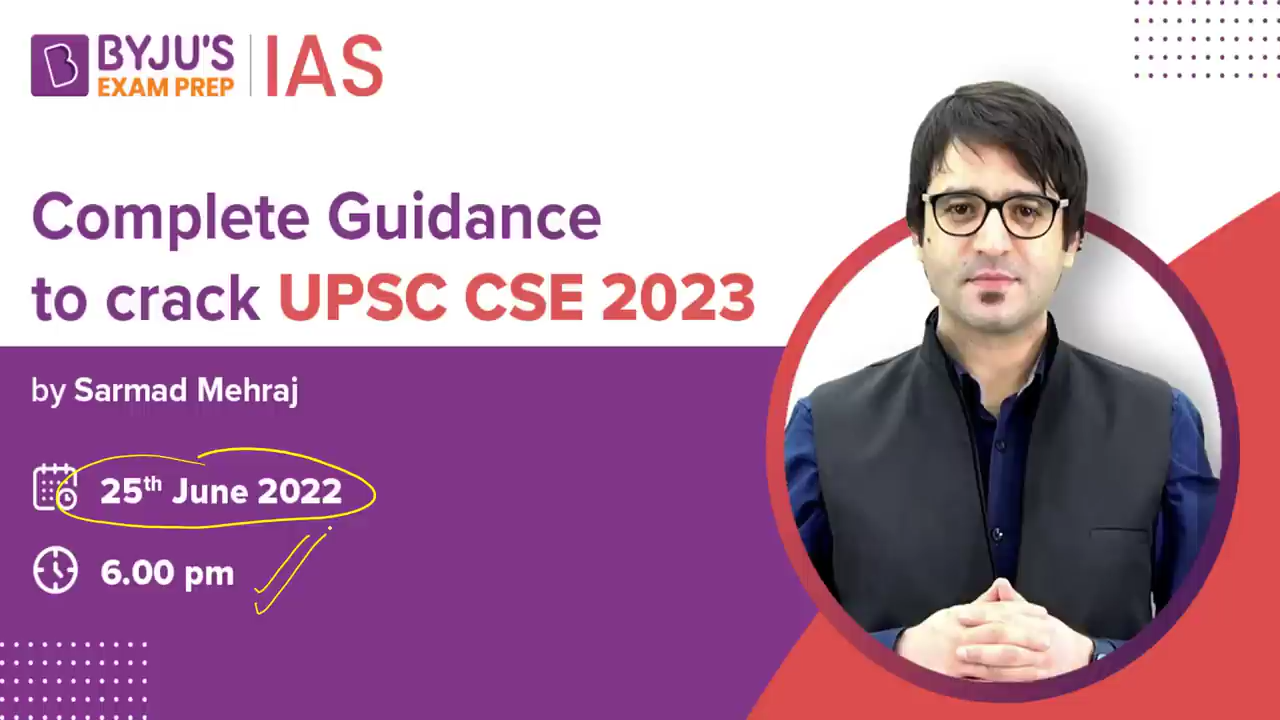 BYJU'S
EXAM PREP
IAS
Complete Guidance
to crack UPSC CSE 2023
by Sarmad Mehraj
25th June 2022
6.00 pm